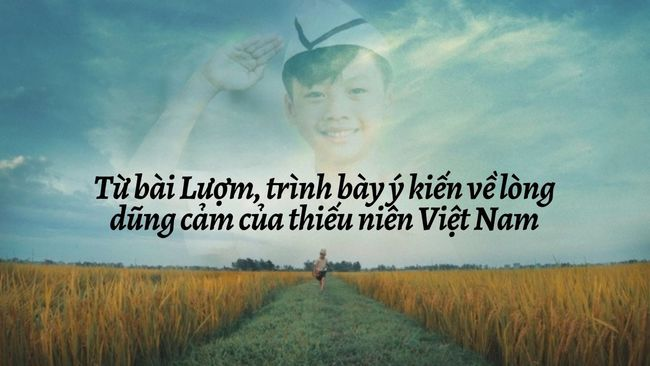 Từ bài Lượm, trình bày ý kiến về lòng
dũng cảm của thiếu niên Việt Nam